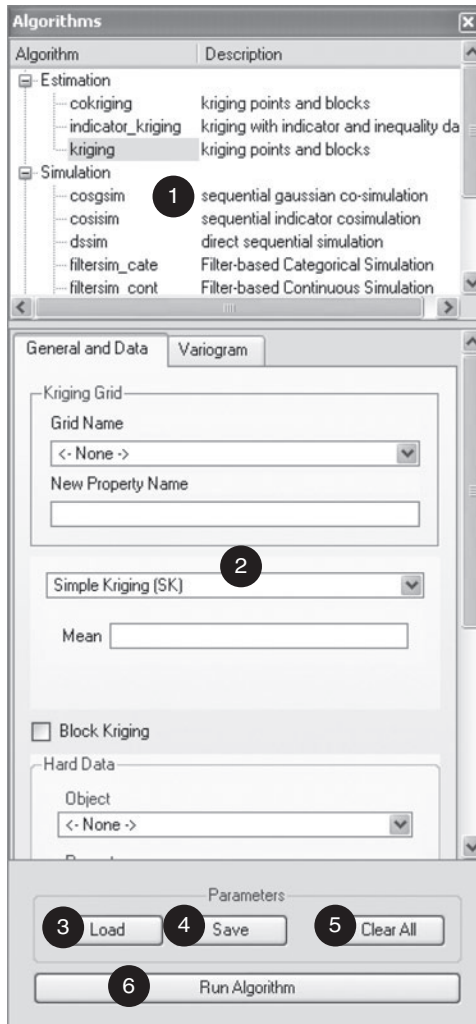 Algorithms
Algorithm Description
Estimation
cokriging kriging points and blocks
indicator_kriging kriging with indicator and inequality da
kriging kriging points and blocks
Simulation
cosgsim 1 sequential gaussian co-simulation
cosisim sequential indicator cosimulation
dssim direct sequential simulation
filtersim_cate Filter-based Categorical Simulation
filtersim_cont Filter-based Continuous Simulation
General and Data Variogram
Kriging Grid
Grid Name
<- None ->
New Property Name
2
Simple Kriging (SK)
Mean
Block Kriging
Hard Data
Object
<- None ->
Parameters
3 Load 4 Save 5 Clear All
6 Run Algorithm